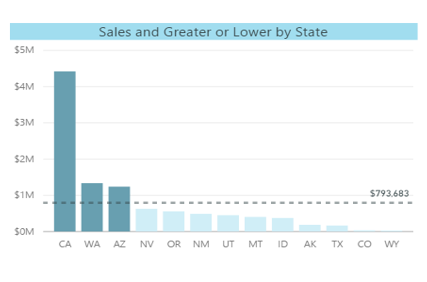 Sales and Greater or Lower by State
$5M
$4M
$3M
$2M
$1M
$0M
$793,683
CA WA AZ NV OR NM UT MT ID AK TX CO WY